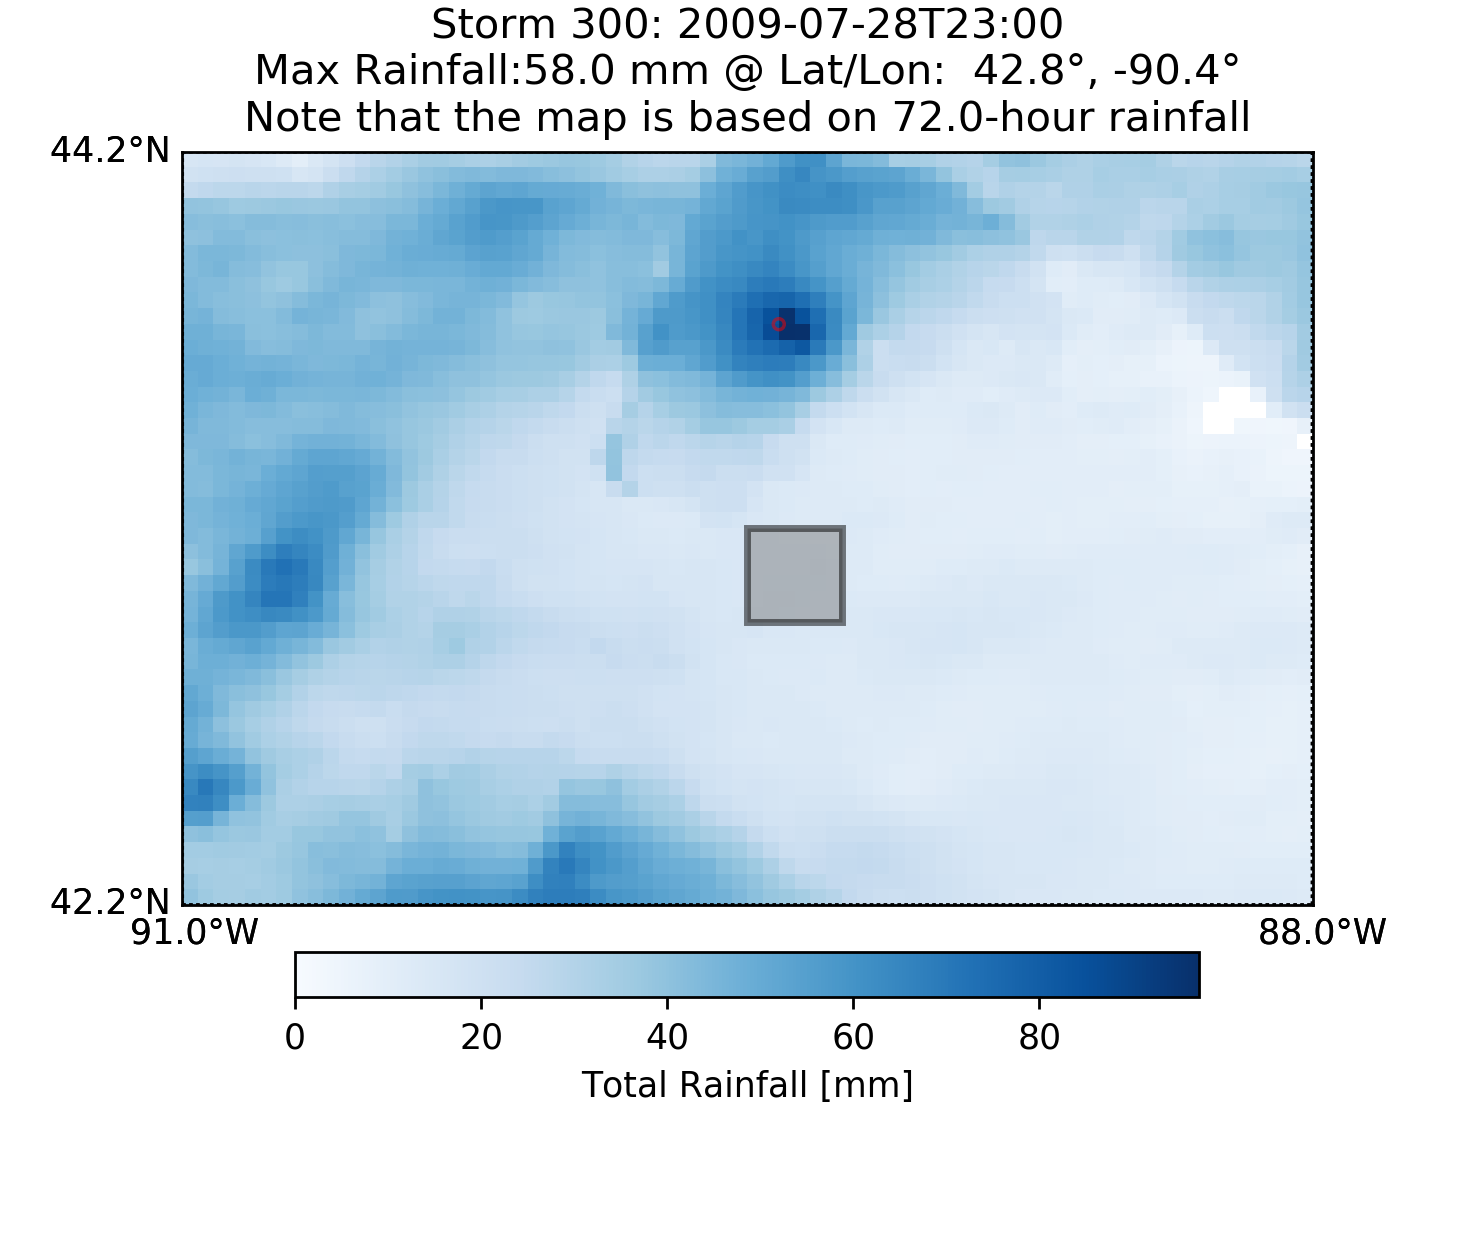 Storm 300: 2009-07-28T23:00
Max Rainfall:58.0 mm @ Lat/Lon:  42.8°, -90.4°
Note that the map is based on 72.0-hour rainfall
44.2°N
42.2°N
91.0°W 88.0°W
0 20 40 60 80
Total Rainfall [mm]